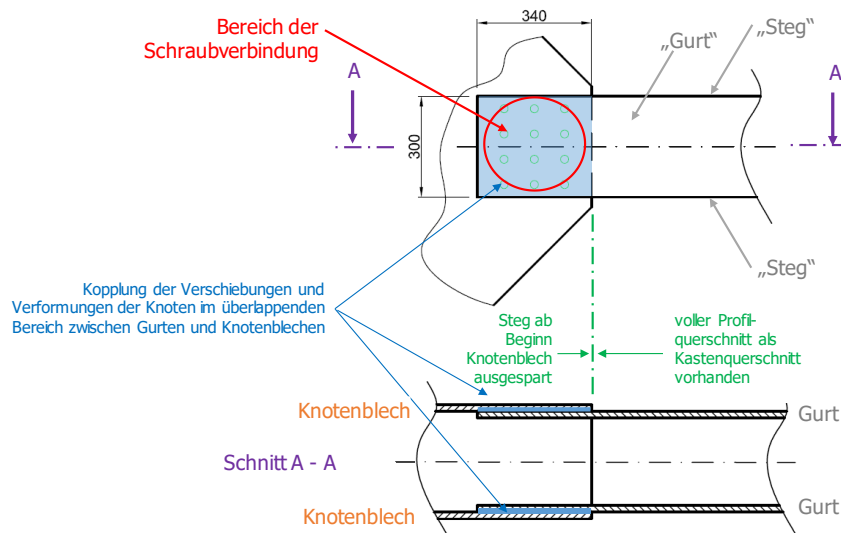 340
Bereich der
Schraubverbindung
„Gurt“
„Steg“
A
A
300
„Steg“
Kopplung der Verschiebungen und
Verformungen der Knoten im überlappenden
Bereich zwischen Gurten und Knotenblechen
Steg ab
Beginn
Knotenblech
ausgespart
voller Profil-
querschnitt als
Kastenquerschnitt
vorhanden
Knotenblech
Gurt
Schnitt A - A
Knotenblech
Gurt